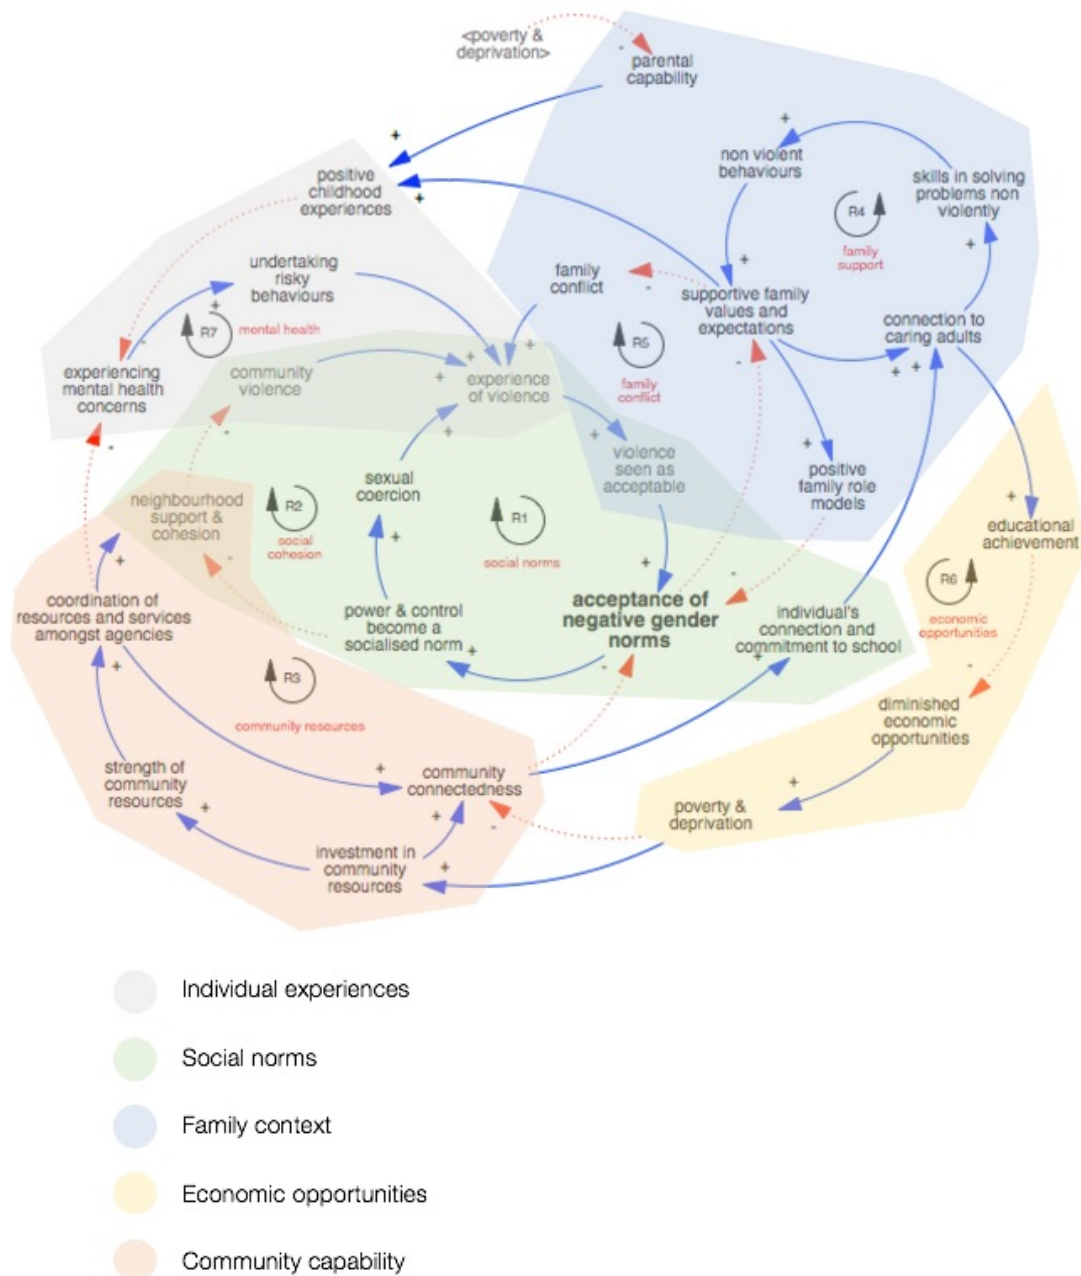 <poverty &
deprivation>
-
parental
capability
+
+
non violent
behaviours
skills in solving
problems non
violently
positive
childhood
experiences
+
R4
family
support
+
+
undertaking
risky
behaviours
family
conflict
-
supportive family
values and
expectations
connection to
caring adults
+
R7
mental health
-
+
R5
family
conflict
-
+
+
experiencing
mental health
concerns
community
violence
+
+
experience
of violence
-
-
+
+
violence
seen as
acceptable
+
positive
family role
models
sexual
coercion
neighbourhood
support &
cohesion
R2
social
cohesion
R1
social norms
+
educational
achievement
+
+
-
+
-
R6
economic
opportunities
coordination of
resources and services
amongst agencies
power & control
become a
socialised norm
acceptance of
negative gender
norms
individual's
connection and
commitment to school
+
+
-
+
-
R3
community resources
diminished
economic
opportunities
strength of
community
resources
+
community
connectedness
+
+
+
-
poverty &
deprivation
investment in
community
resources
+
Individual experiences
Social norms
Family context
Economic opportunities
Community capability